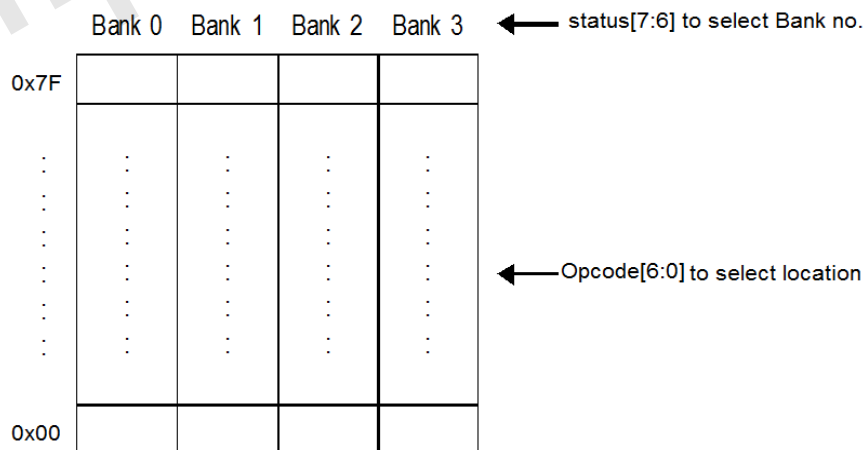 Bank 0 Bank 1 Bank 2 Bank 3 status[7:6] to select Bank no.
0x7F
Opcode[6:0] to select location
0x00